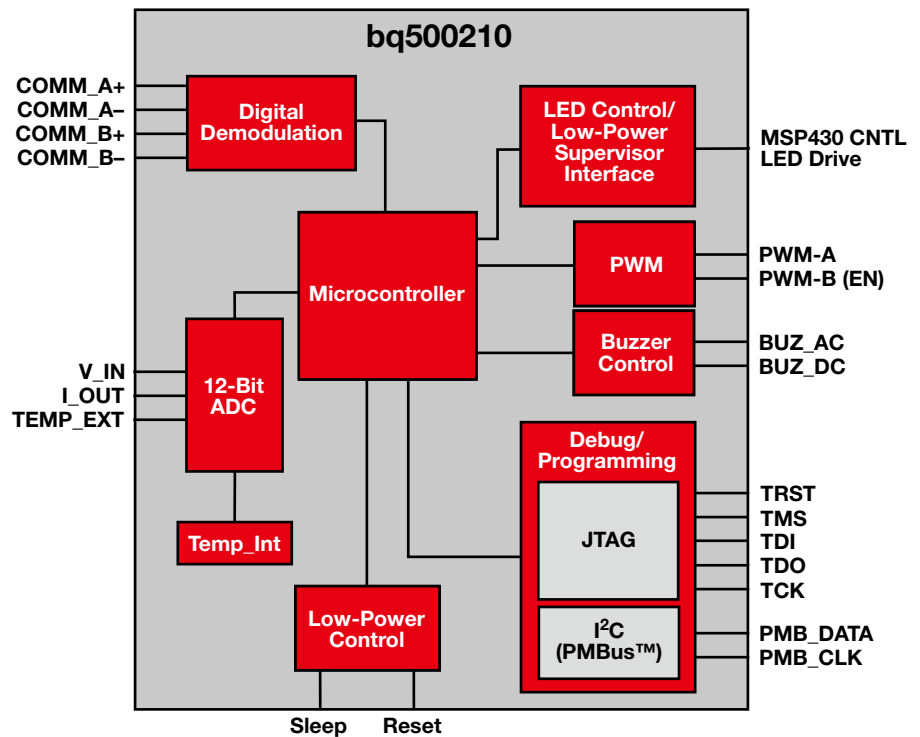 bq500210
COMM_A+
COMM_A–
COMM_B+
COMM_B–
Digital
Demodulation
LED Control/
Low-Power
Supervisor
Interface
MSP430 CNTL
LED Drive
Microcontroller
PWM
PWM-A
PWM-B (EN)
Buzzer
Control
BUZ_AC
BUZ_DC
V_IN
I_OUT
TEMP_EXT
12-Bit
ADC
Temp_Int
Debug/
Programming
JTAG
TRST
TMS
TDI
TDO
TCK
I²C
(PMBus™)
PMB_DATA
PMB_CLK
Low-Power
Control
Sleep
Reset